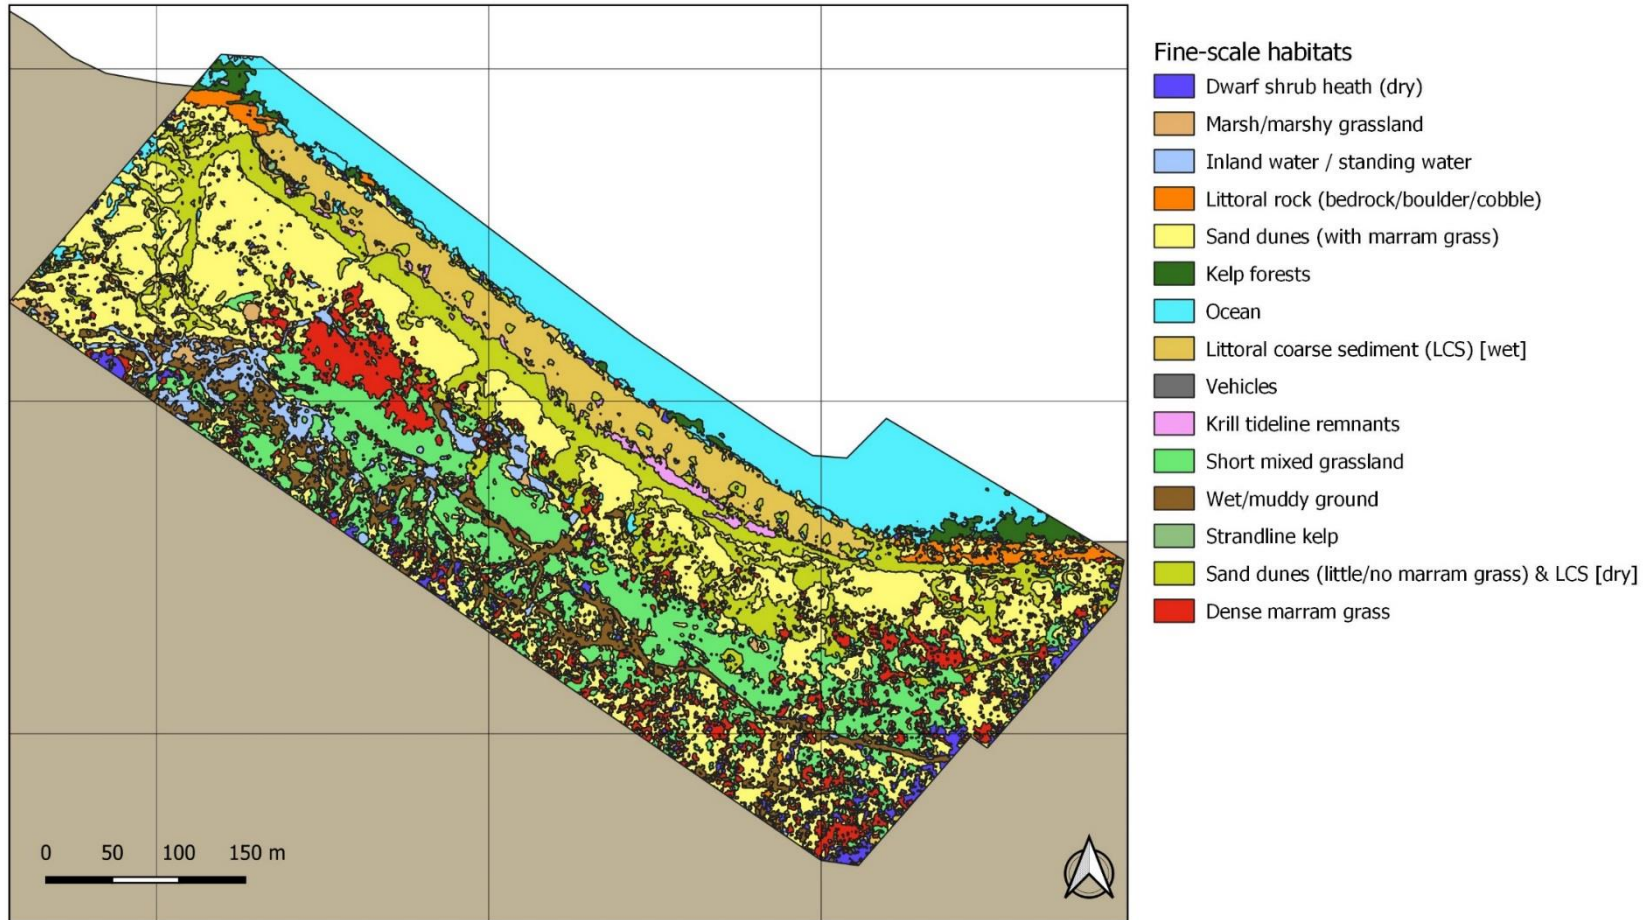 Fine-scale habitats
Dwarf shrub heath (dry)
Marsh/marshy grassland
Inland water / standing water
Littoral rock (bedrock/boulder/cobble)
Sand dunes (with marram grass)
Kelp forests
Ocean
Littoral coarse sediment (LCS) [wet]
Vehicles
Krill tideline remnants
Short mixed grassland
Wet/muddy ground
Strandline kelp
Sand dunes (little/no marram grass) & LCS [dry]
Dense marram grass
0 50 100 150 m